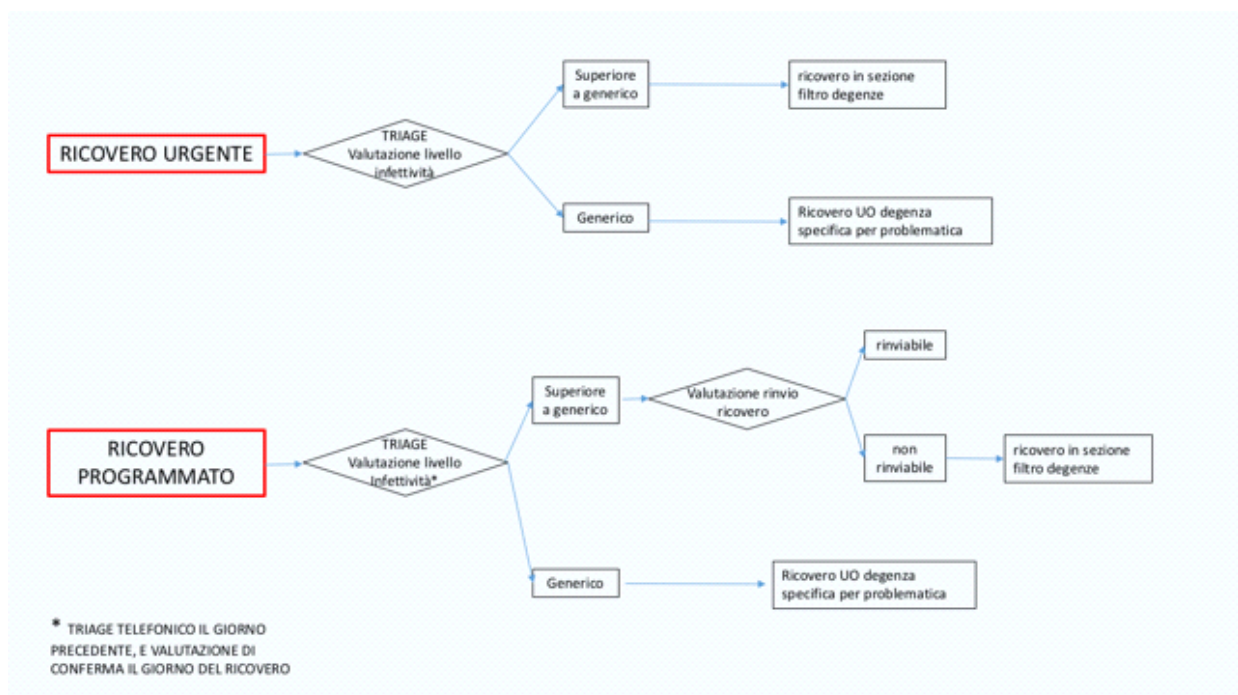 Superiore
a generico
ricovero in sezione
filtro degenze
RICOVERO URGENTE
TRIAGE
Valutazione livello
infettività
Generico
Ricovero UO degenza
specifica per problematica
rinviabile
Superiore
a generico
Valutazione rinvio
ricovero
RICOVERO
PROGRAMMATO
TRIAGE
Valutazione livello
Infettività*
non
rinviabile
ricovero in sezione
filtro degenze
Generico
Ricovero UO degenza
specifica per problematica
* TRIAGE TELEFONICO IL GIORNO
PRECEDENTE, E VALUTAZIONE DI
CONFERMA IL GIORNO DEL RICOVERO